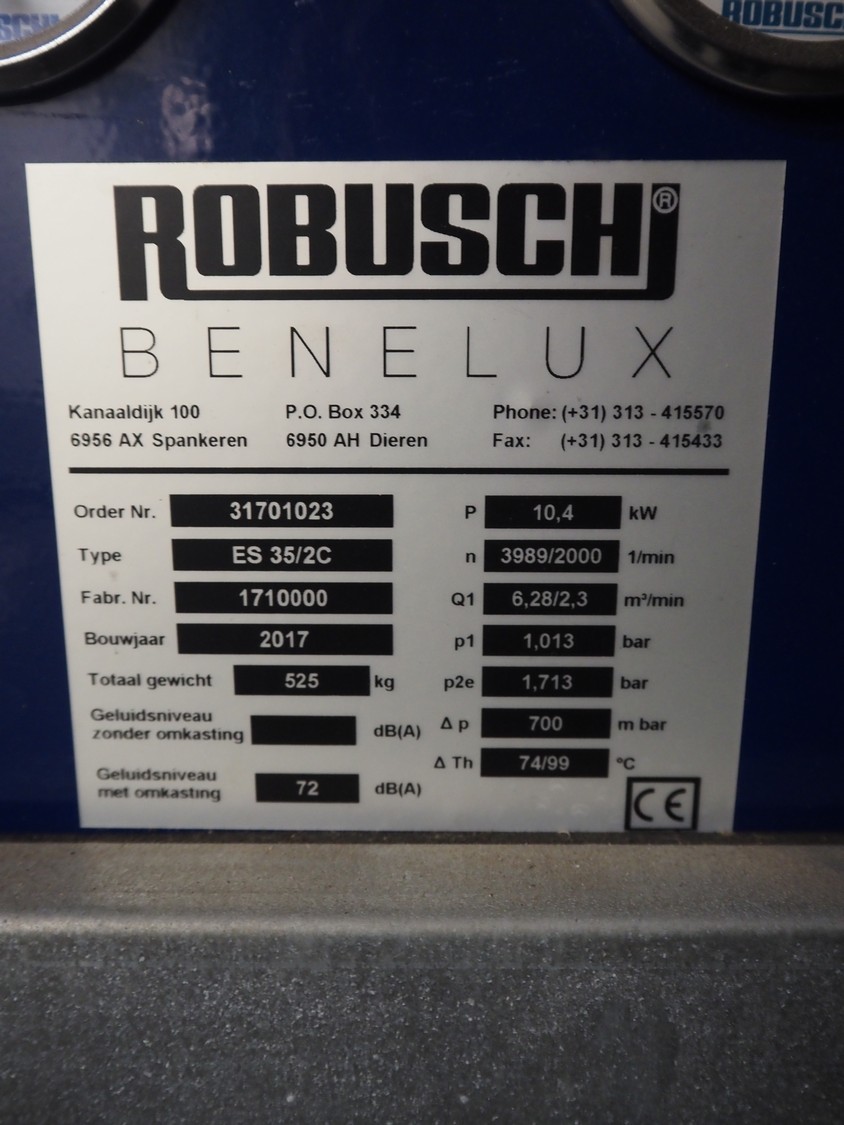 ROBUSC
ROBUSCHi®
BENELUX
Kanaaldijk 100 P.O. Box 334 Phone: (+31) 313 - 415570
6956 AX Spankeren 6950 AH Dieren Fax: (+31) 313 - 415433
Order Nr. 31701023 P 10,4 kW
Type ES 35/2C n 3989/2000 1/min
Fabr. Nr. 1710000 Q1 6,28/2,3 m³/min
Bouwjaar 2017 p1 1,013 bar
Totaal gewicht 525 kg p2e 1,713 bar
Geluidsniveau
zonder omkasting dB(A) Δ p 700 m bar
Δ Th 74/99 °C
Geluidsniveau
met omkasting 72 dB(A)
CE